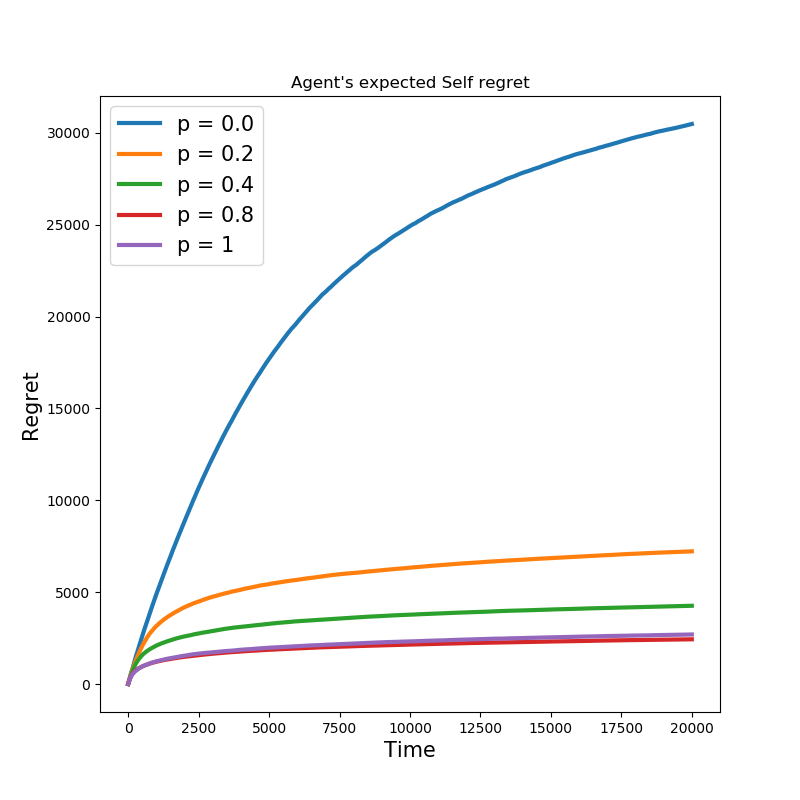 Agent's expected Self regret
p = 0.0
p = 0.2
p = 0.4
p = 0.8
p = 1
30000
25000
20000
15000
10000
5000
0
Regret
0 2500 5000 7500 10000 12500 15000 17500 20000
Time